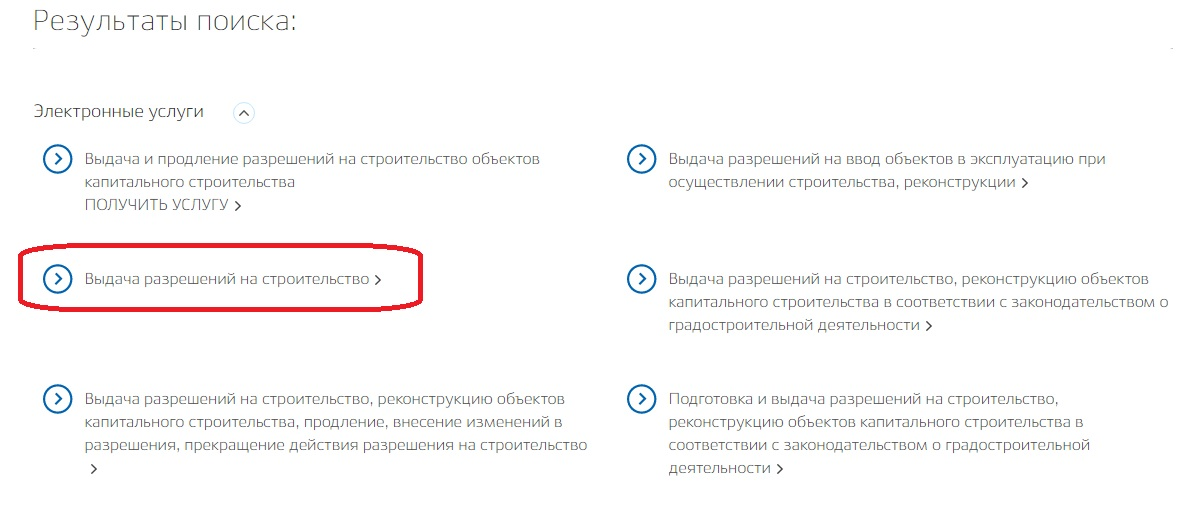 Результаты поиска:
Электронные услуги
Выдача и продление разрешений на строительство объектов
капитального строительства
ПОЛУЧИТЬ УСЛУГУ >
Выдача разрешений на ввод объектов в эксплуатацию при
осуществлении строительства, реконструкции >
Выдача разрешений на строительство >
Выдача разрешений на строительство, реконструкцию объектов
капитального строительства в соответствии с законодательством о
градостроительной деятельности >
Выдача разрешений на строительство, реконструкцию объектов
капитального строительства, продление, внесение изменений в
разрешения, прекращение действия разрешения на строительство
>
Подготовка и выдача разрешений на строительство,
реконструкцию объектов капитального строительства в
соответствии с законодательством о градостроительной
деятельности >